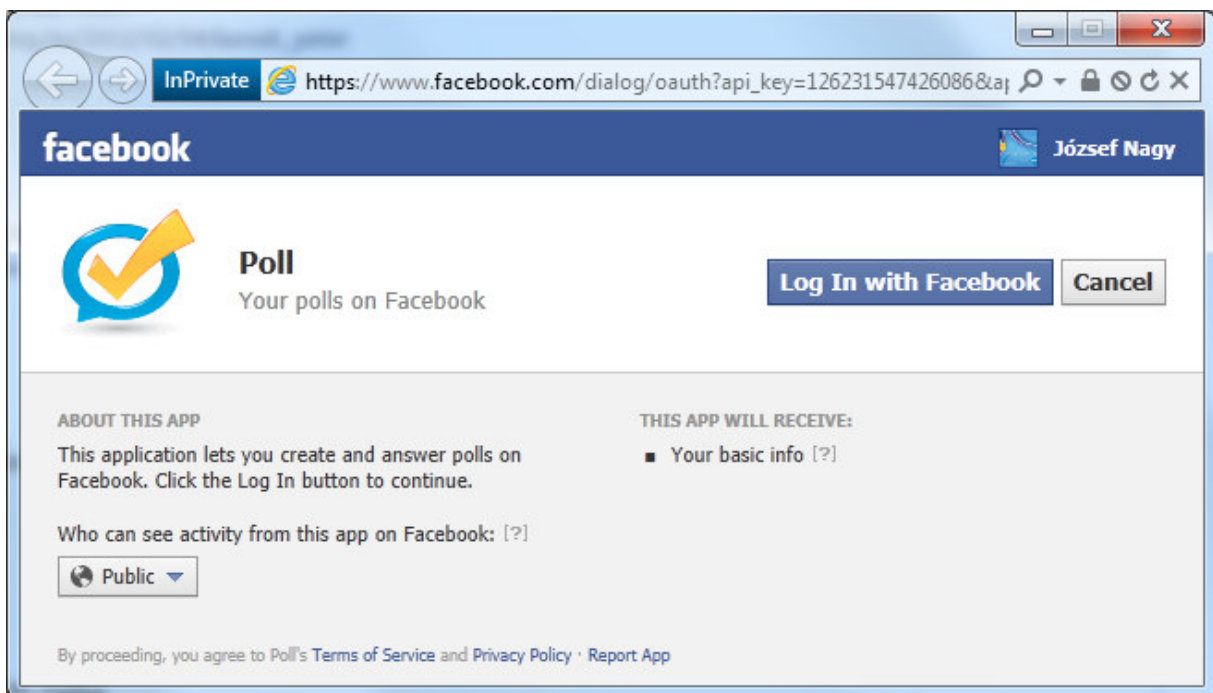 InPrivate https://www.facebook.com/dialog/oauth?api_key=126231547426086&a
facebook József Nagy
Poll
Your polls on Facebook
Log In with Facebook Cancel
ABOUT THIS APP
This application lets you create and answer polls on
Facebook. Click the Log In button to continue.
Who can see activity from this app on Facebook: [?]
Public
THIS APP WILL RECEIVE:
Your basic info [?]
By proceeding, you agree to Poll's Terms of Service and Privacy Policy · Report App